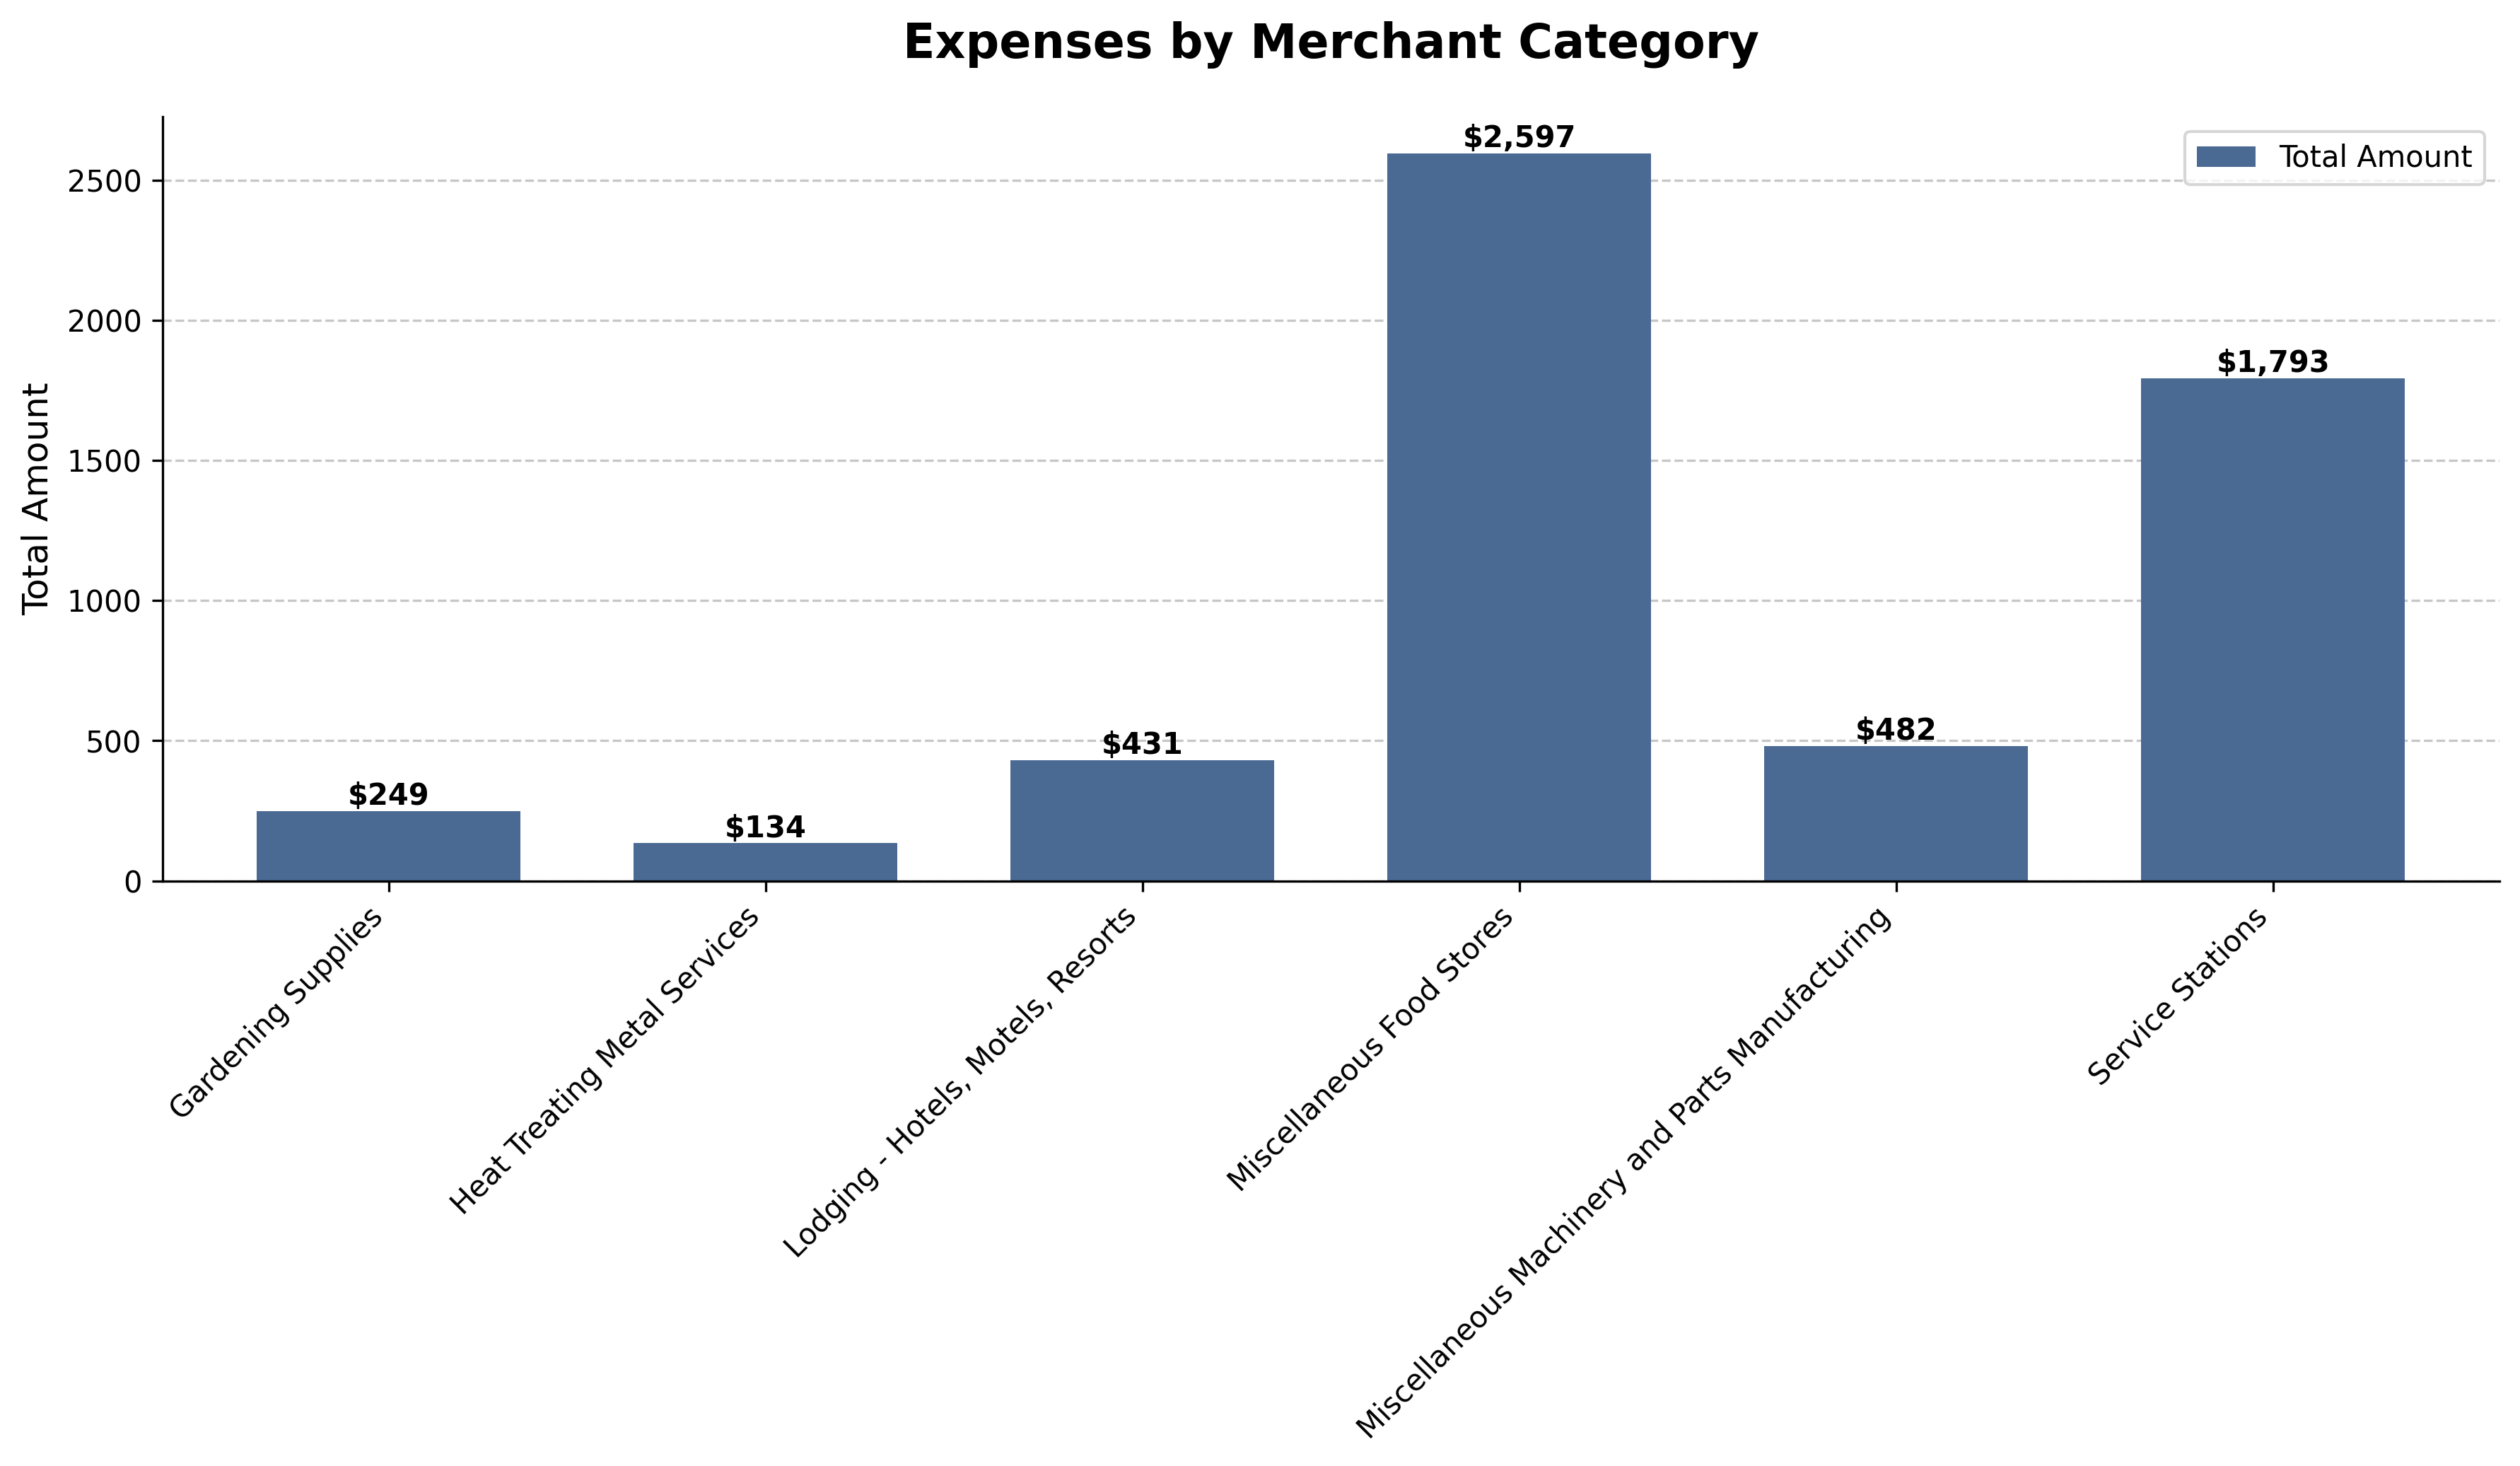 Expenses by Merchant Category
Total Amount
Total Amount
2500
2000
1500
1000
500
0
$249
$134
$431
$2,597
$482
$1,793
Gardening Supplies
Heat Treating Metal Services
Lodging - Hotels, Motels, Resorts
Miscellaneous Food Stores
Miscellaneous Machinery and Parts Manufacturing
Service Stations